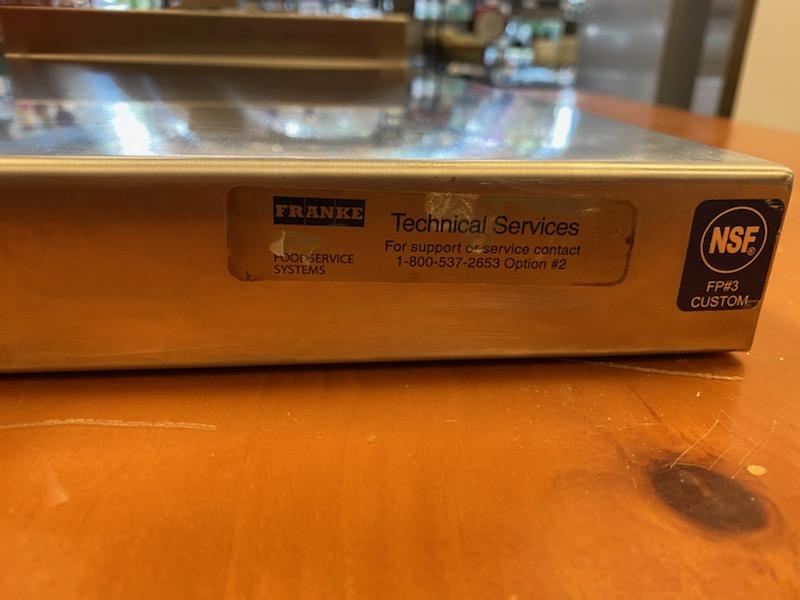 FRANKE
FOODSERVICE
SYSTEMS
Technical Services
For support or service contact
1-800-537-2653 Option #2
NSF®
FP#3
CUSTOM